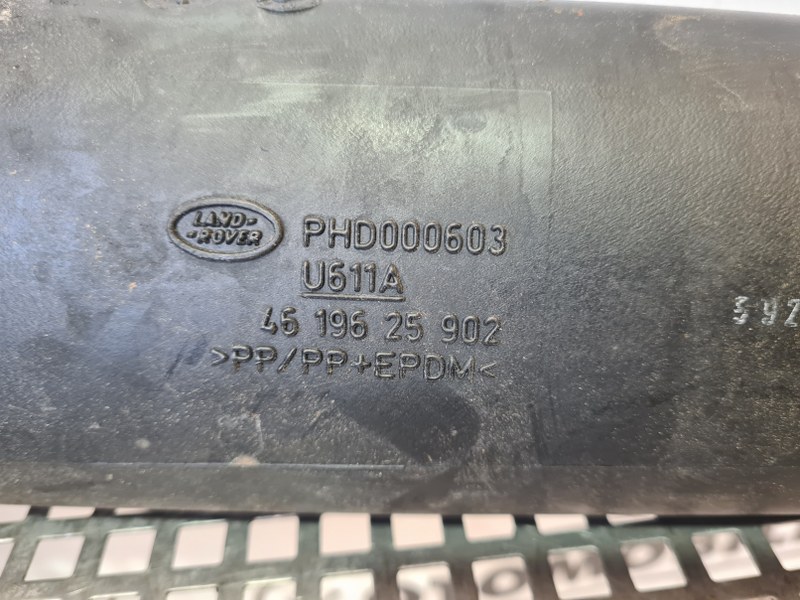 LAND-
-ROVER
PHD000603
U611A
46 196 25 902
>PP/PP+EPDM<